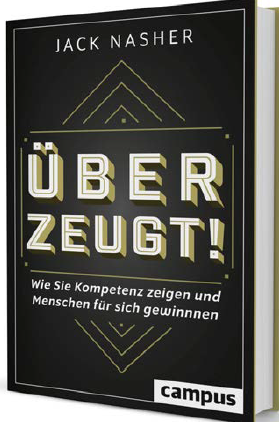 JACK NASHER
ÜBER
ZEUGT!
Wie Sie Kompetenz zeigen und
Menschen für sich gewinnnen
campus